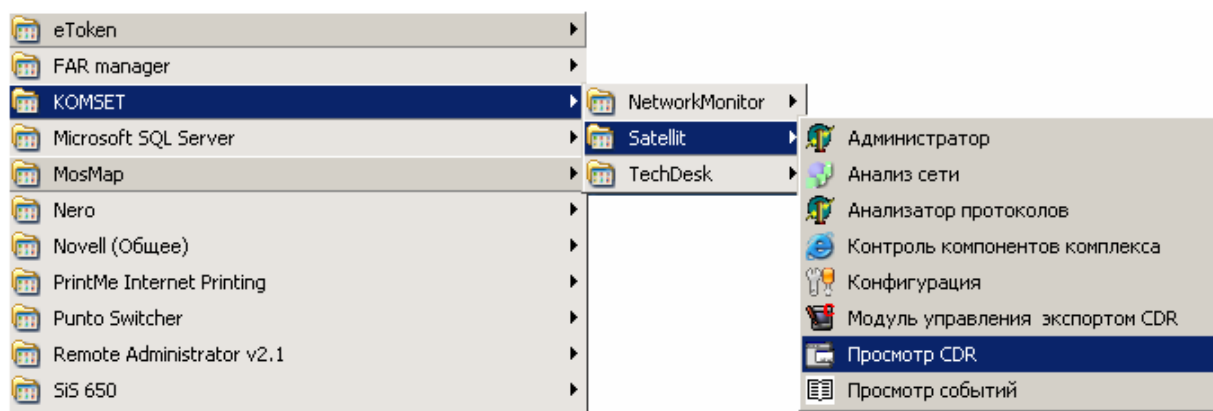 eToken
FAR manager
KOMSET
Microsoft SQL Server
MosMap
Nero
Novell (Общее)
PrintMe Internet Printing
Punto Switcher
Remote Administrator v2.1
SiS 650
NetworkMonitor
Satellit
TechDesk
Администратор
Анализ сети
Анализатор протоколов
Контроль компонентов комплекса
Конфигурация
Модуль управления экспортом CDR
Просмотр CDR
Просмотр событий